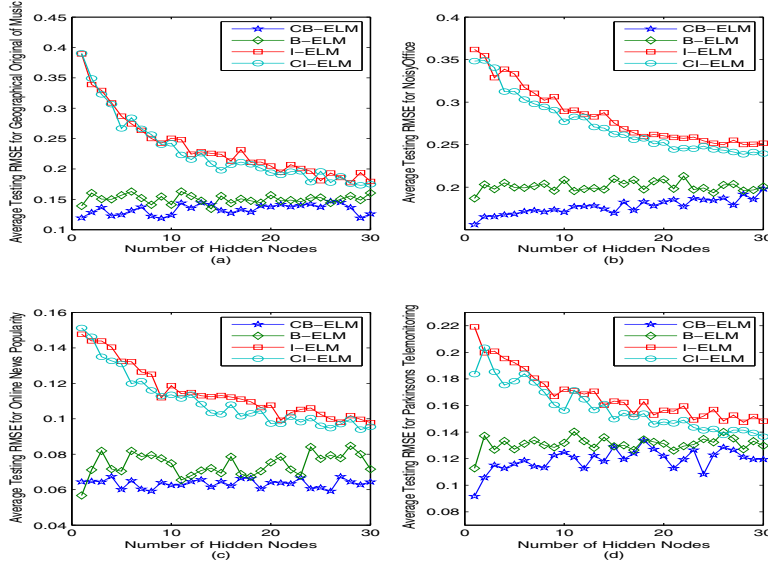 Average Testing RMSE for Geographical Original of Music
0.45
0.4
0.35
0.3
0.25
0.2
0.15
0.1
CB−ELM
B−ELM
I−ELM
CI−ELM
0 10 20 30
Number of Hidden Nodes
(a)
Average Testing RMSE for NoisyOffice
0.4
0.35
0.3
0.25
0.2
CB−ELM
B−ELM
I−ELM
CI−ELM
0 10 20 30
Number of Hidden Nodes
(b)
Average Testing RMSE for Online News Popularity
0.16
0.14
0.12
0.1
0.08
0.06
0.04
CB−ELM
B−ELM
I−ELM
CI−ELM
0 10 20 30
Number of Hidden Nodes
(c)
Average Testing RMSE for Parkinsons Telemonitoring
0.22
0.2
0.18
0.16
0.14
0.12
0.1
0.08
0.06
CB−ELM
B−ELM
I−ELM
CI−ELM
0 10 20 30
Number of Hidden Nodes
(d)